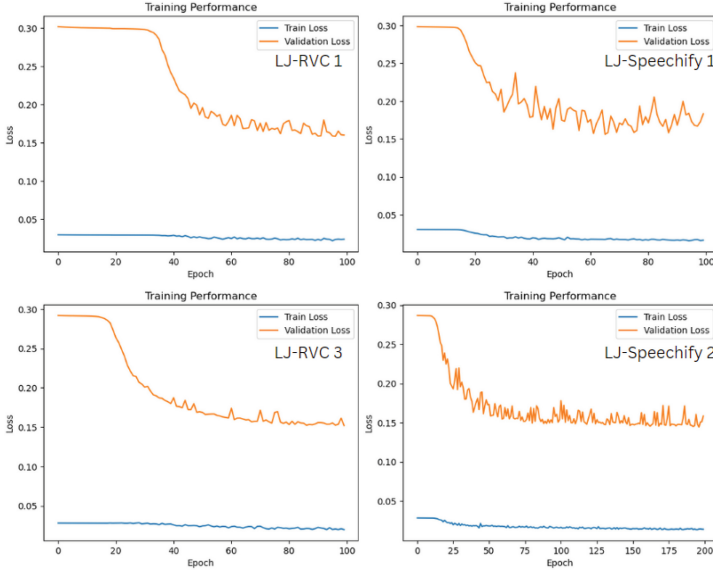 Training Performance
Train Loss
Validation Loss
LJ-RVC 1
Loss
0.30
0.25
0.20
0.15
0.10
0.05
0 20 40 60 80 100
Epoch
Training Performance
Train Loss
Validation Loss
LJ-Speechify 1
0.30
0.25
0.20
0.15
0.10
0.05
0 20 40 60 80 100
Epoch
Training Performance
Train Loss
Validation Loss
LJ-RVC 3
Loss
0.30
0.25
0.20
0.15
0.10
0.05
0 20 40 60 80 100
Epoch
Training Performance
Train Loss
Validation Loss
LJ-Speechify 2
Loss
0.30
0.25
0.20
0.15
0.10
0.05
0 25 50 75 100 125 150 175 200
Epoch